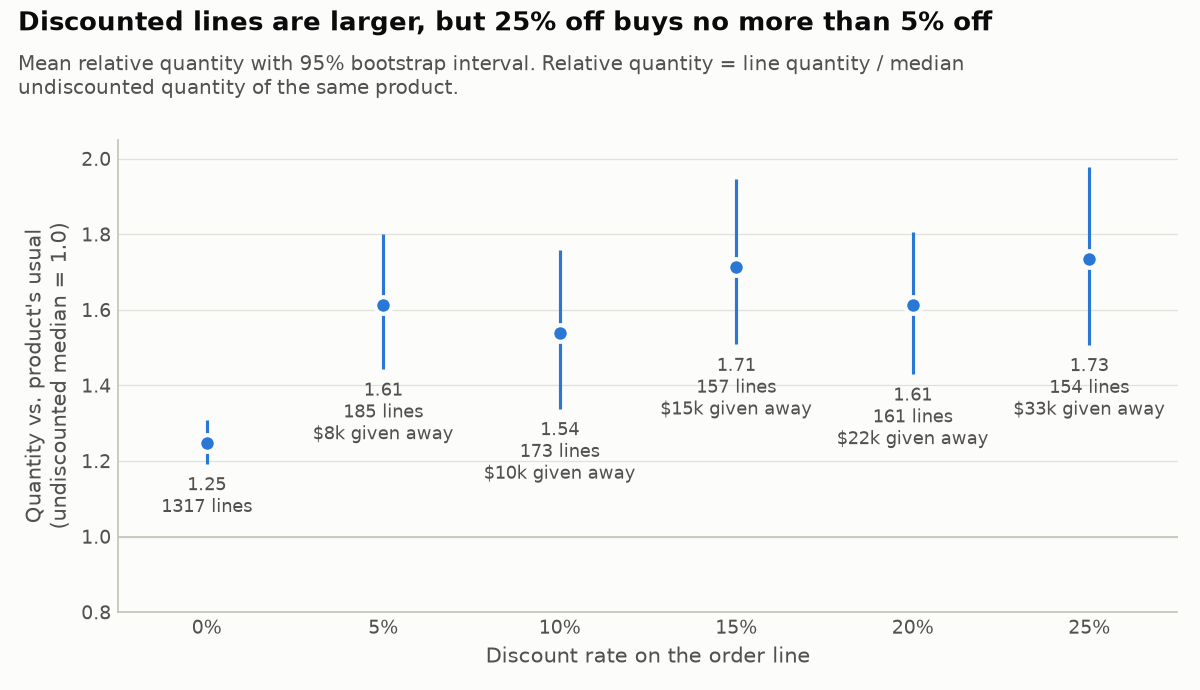 Discounted lines are larger, but 25% off buys no more than 5% off
Mean relative quantity with 95% bootstrap interval. Relative quantity = line quantity / median
undiscounted quantity of the same product.
Quantity vs. product's usual
(undiscounted median = 1.0)
2.0
1.8
1.6
1.4
1.2
1.0
0.8
1.25
1317 lines
1.61
185 lines
$8k given away
1.54
173 lines
$10k given away
1.71
157 lines
$15k given away
1.61
161 lines
$22k given away
1.73
154 lines
$33k given away
0%
5%
10%
15%
20%
25%
Discount rate on the order line